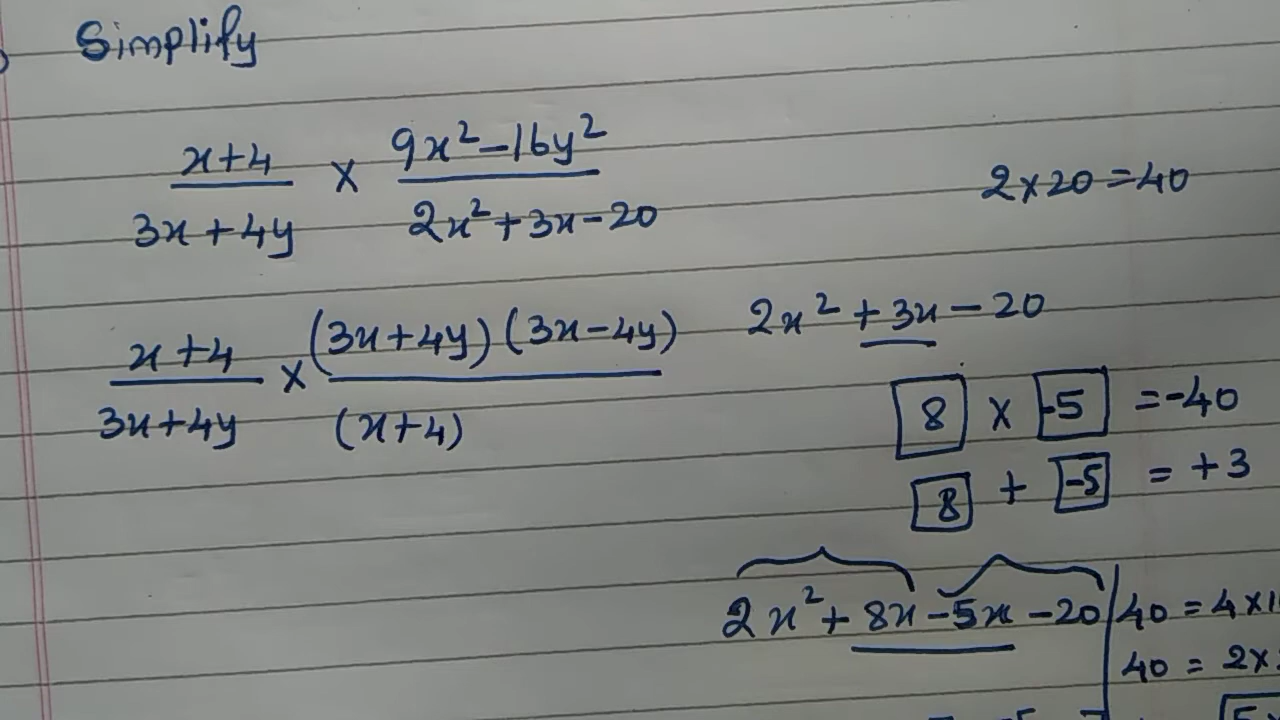 Simplify
x+4 / 3x+4y × 9x²-16y² / 2x²+3x-20
2×20=40
x+4 / 3x+4y × (3x+4y)(3x-4y) / (x+4)
2x²+3x-20
8 × -5 =-40
8 + -5 = +3
2x²+8x-5x-20
40 = 4×1
40 = 2×